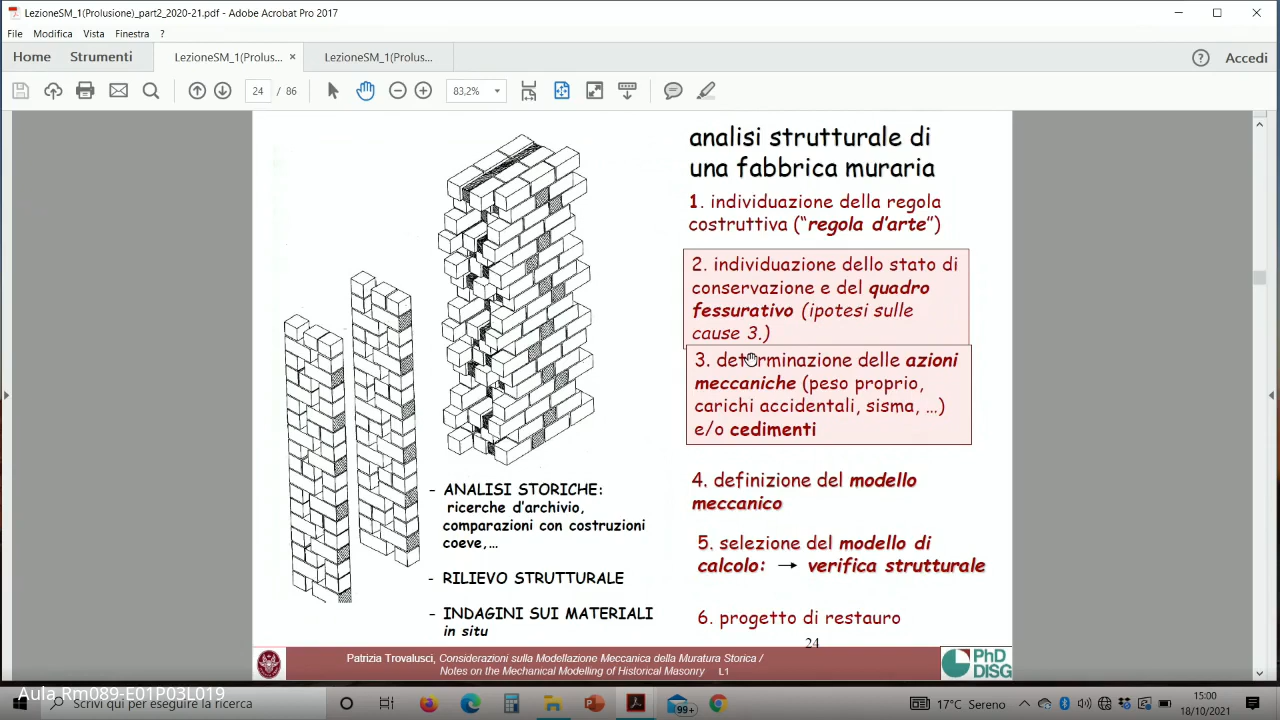 LezioneSM_1(Prolusione)_part2_2020-21.pdf - Adobe Acrobat Pro 2017
File Modifica Vista Finestra ?
Home Strumenti LezioneSM_1(Prolus... × LezioneSM_1(Prolus... Accedi
24 / 86 83,2%
analisi strutturale di
una fabbrica muraria
1. individuazione della regola
costruttiva (“regola d’arte”)
2. individuazione dello stato di
conservazione e del quadro
fessurativo (ipotesi sulle
cause 3.)
3. determinazione delle azioni
meccaniche (peso proprio,
carichi accidentali, sisma, …)
e/o cedimenti
4. definizione del modello
meccanico
5. selezione del modello di
calcolo: → verifica strutturale
6. progetto di restauro
- ANALISI STORICHE:
ricerche d’archivio,
comparazioni con costruzioni
coeve,…
- RILIEVO STRUTTURALE
- INDAGINI SUI MATERIALI
in situ
24
Patrizia Trovalusci, Considerazioni sulla Modellazione Meccanica della Muratura Storica /
Notes on the Mechanical Modelling of Historical Masonry L1
PhD
DISG
Aula Rm089-E01P03L019
Scrivi qui per eseguire la ricerca
99+
17°C Sereno
15:00
18/10/2021